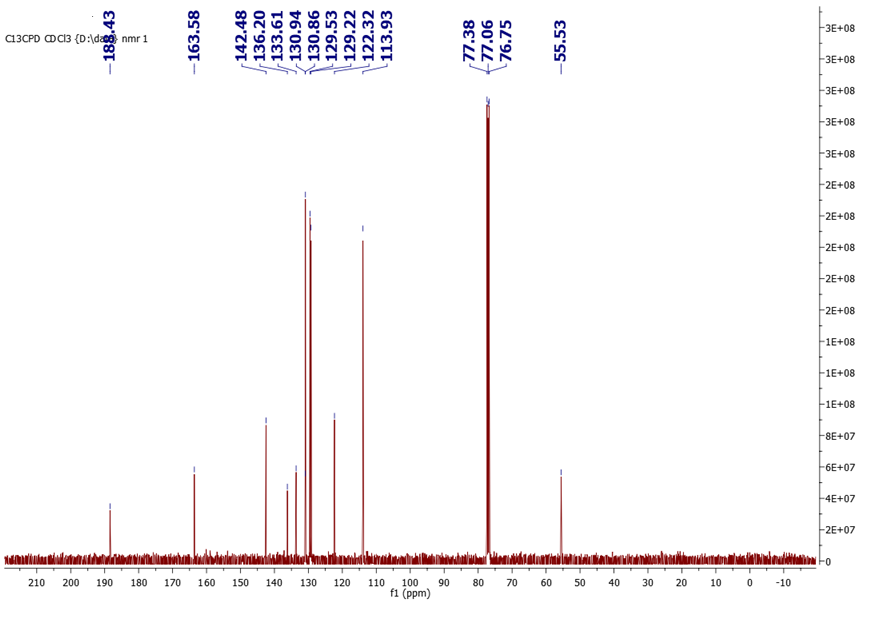 C13CPD CDCl3 {D:\data} nmr 1
188.43
163.58
142.48
136.20
133.61
130.94
130.86
129.53
129.22
122.32
113.93
77.38
77.06
76.75
55.53
3E+08
3E+08
3E+08
3E+08
3E+08
2E+08
2E+08
2E+08
2E+08
2E+08
1E+08
1E+08
1E+08
8E+07
6E+07
4E+07
2E+07
0
210 200 190 180 170 160 150 140 130 120 110 100 90 80 70 60 50 40 30 20 10 0 -10
f1 (ppm)